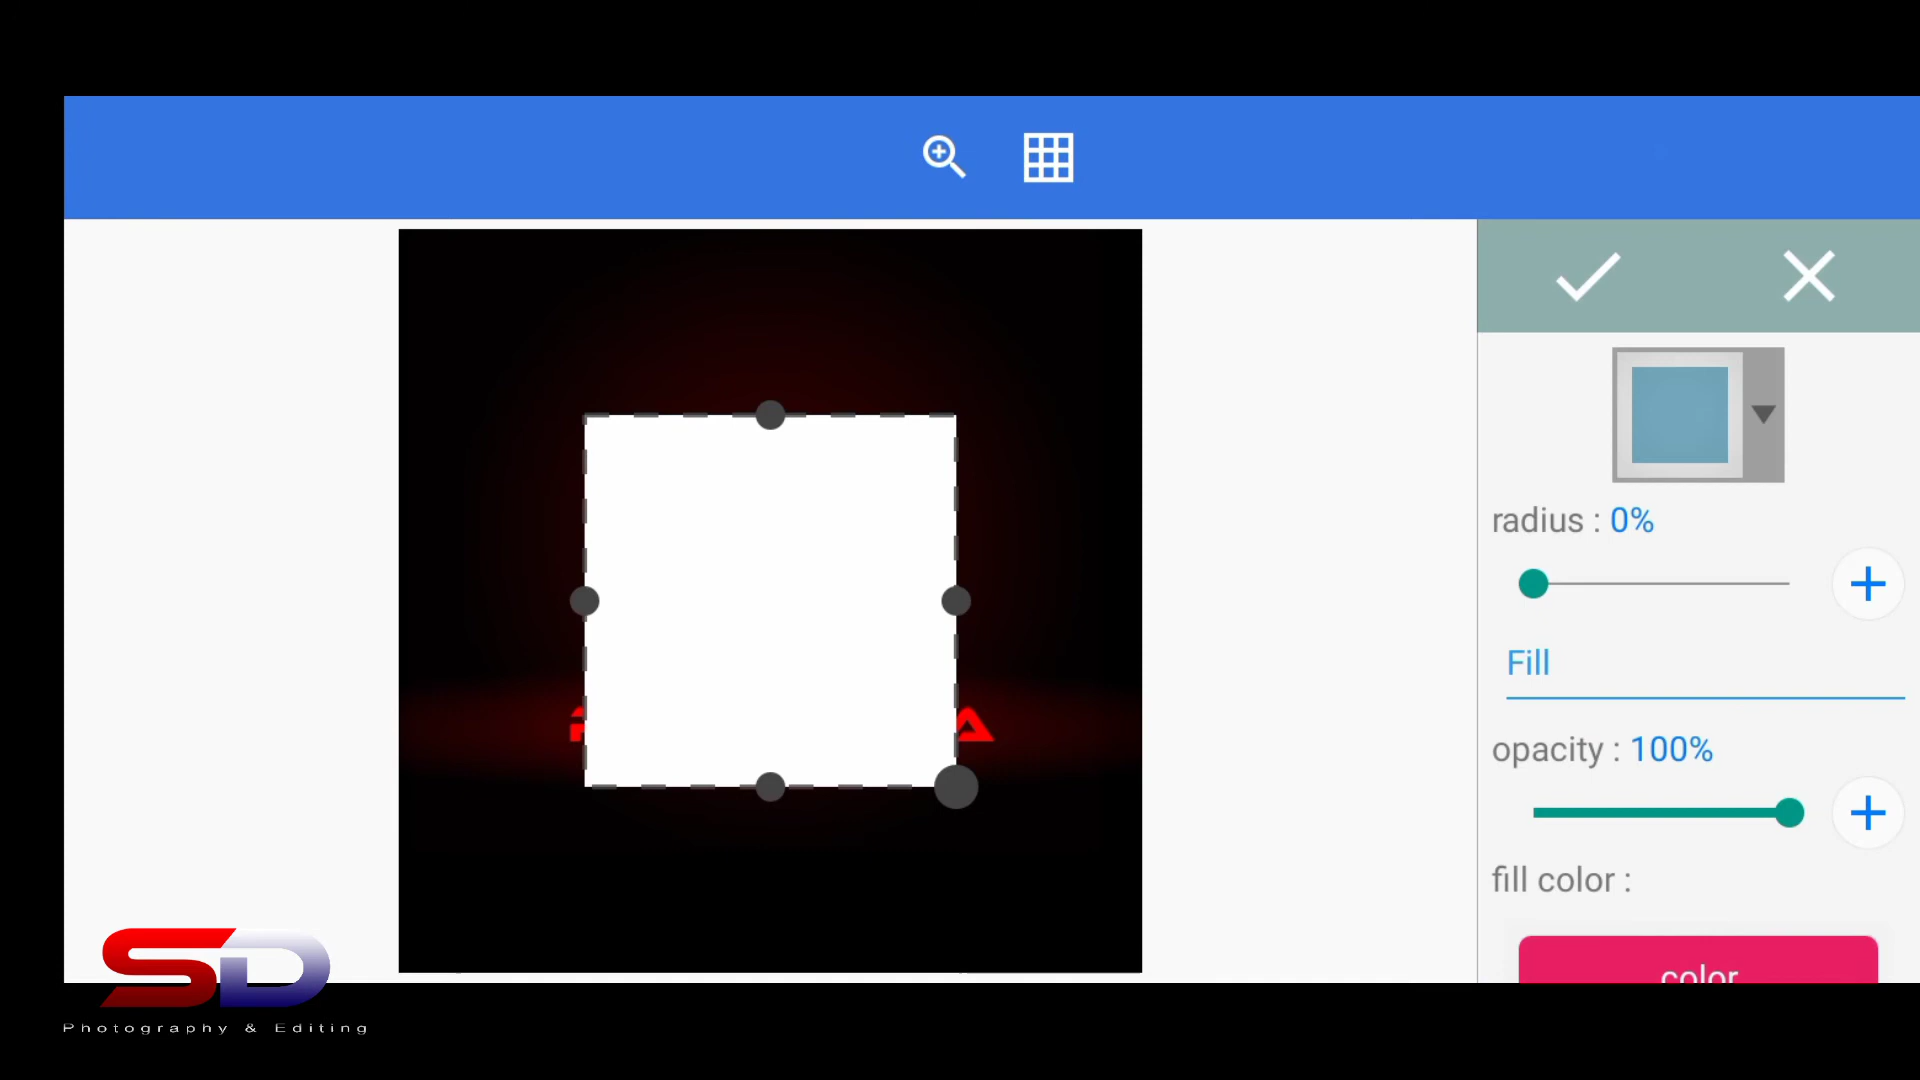 radius : 0%
Fill
opacity : 100%
fill color :
color
A
SD
Photography & Editing